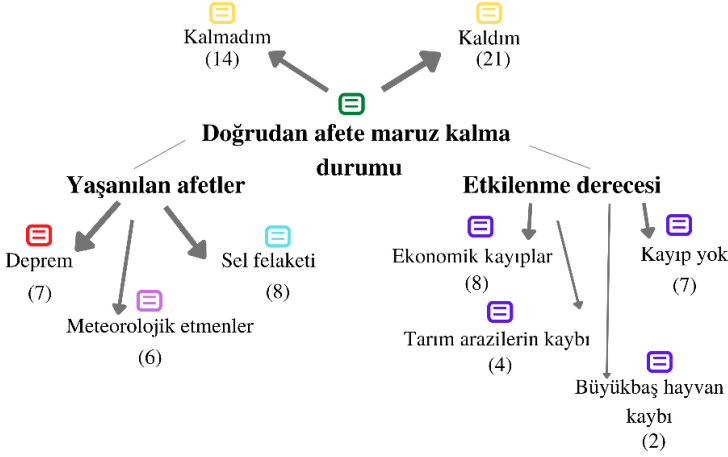 Kalmadım
(14)
Kaldım
(21)
Doğrudan afete maruz kalma
durumu
Yaşanılan afetler
Etkilenme derecesi
Deprem
(7)
Meteorolojik etmenler
(6)
Sel felaketi
(8)
Ekonomik kayıplar
(8)
Tarım arazilerin kaybı
(4)
Büyükbaş hayvan
kaybı
(2)
Kayıp yok
(7)